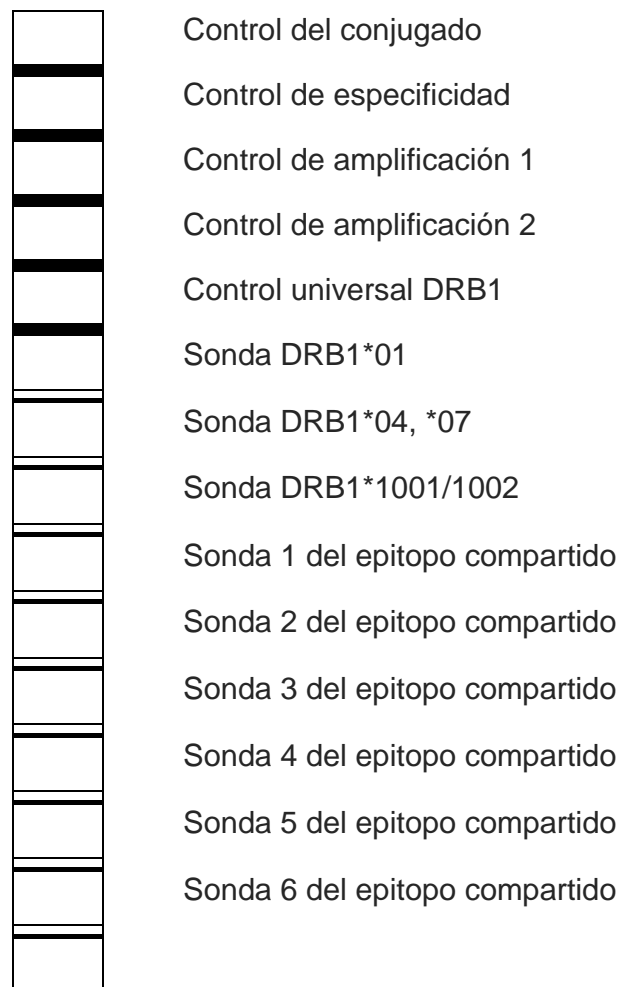 Control del conjugado
Control de especificidad
Control de amplificación 1
Control de amplificación 2
Control universal DRB1
Sonda DRB1*01
Sonda DRB1*04, *07
Sonda DRB1*1001/1002
Sonda 1 del epitopo compartido
Sonda 2 del epitopo compartido
Sonda 3 del epitopo compartido
Sonda 4 del epitopo compartido
Sonda 5 del epitopo compartido
Sonda 6 del epitopo compartido